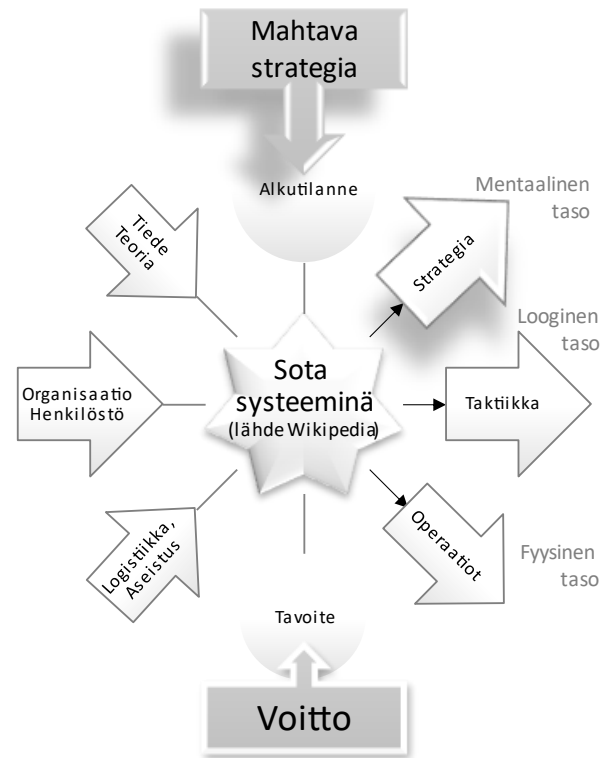 Mahtava
strategia
Alkutilanne
Mentaalinen
taso
Tiede
Teoria
Strategia
Looginen
taso
Sota
systeeminä
(lähde Wikipedia)
Organisaatio
Henkilöstö
Taktiikka
Logistiikka,
Aseistus
Operaatiot
Fyysinen
taso
Tavoite
Voitto